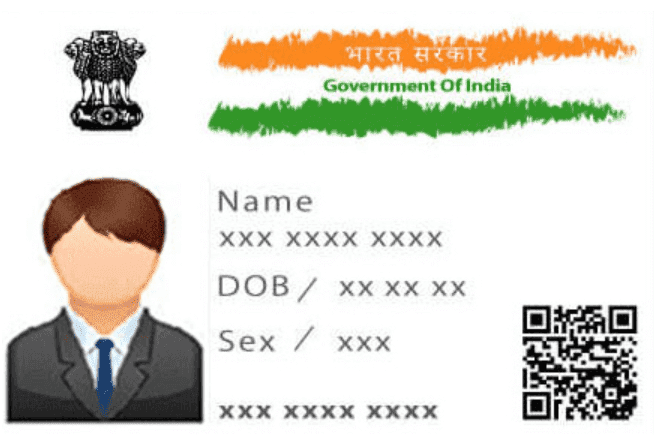 भारत सरकार
Government Of India
Name
xxx xxxx xxxx
DOB / xx xx xx
Sex / xxx
xxx xxxx xxxx